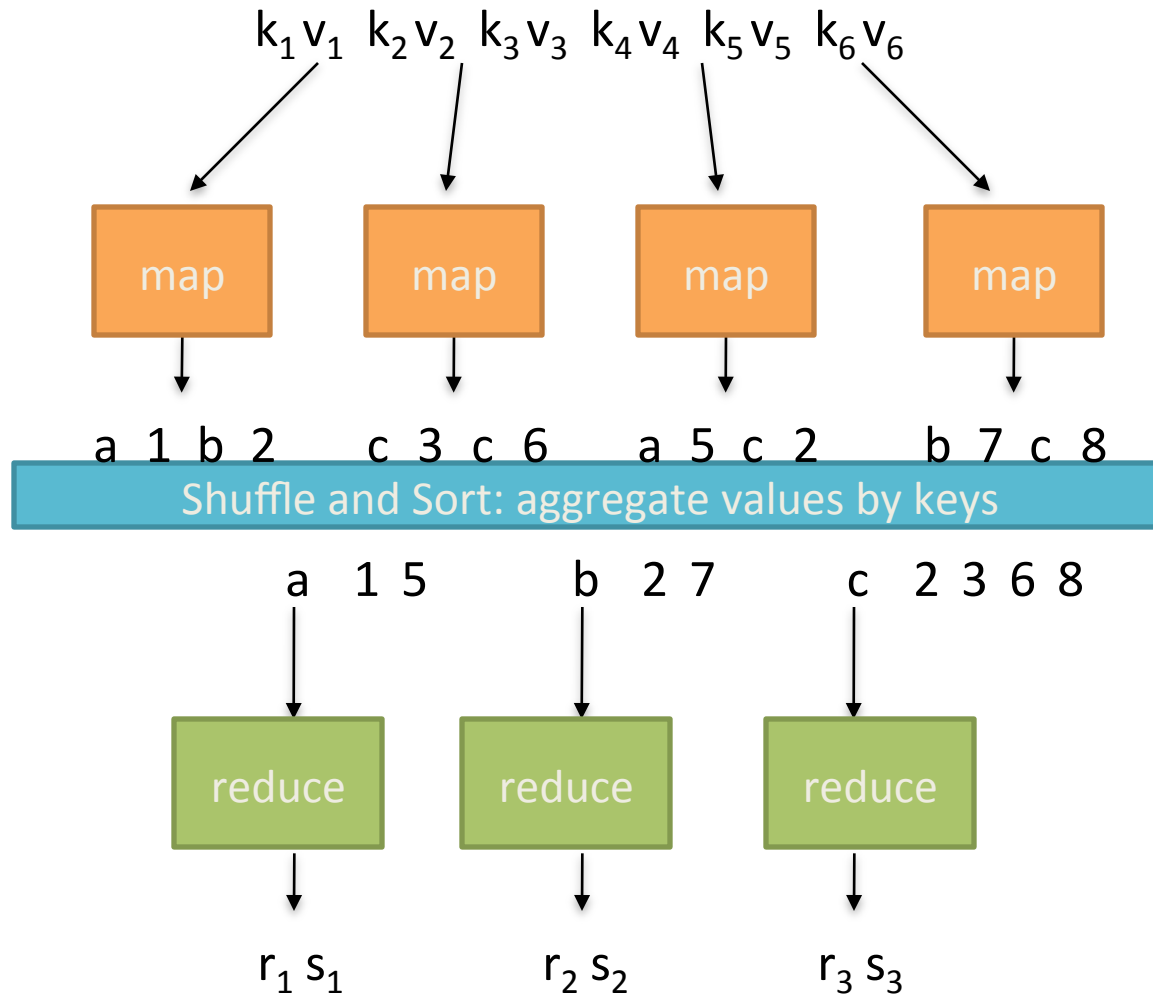 k₁ v₁ k₂ v₂ k₃ v₃ k₄ v₄ k₅ v₅ k₆ v₆
map map map map
a 1 b 2 c 3 c 6 a 5 c 2 b 7 c 8
Shuffle and Sort: aggregate values by keys
a 1 5 b 2 7 c 2 3 6 8
reduce reduce reduce
r₁ s₁ r₂ s₂ r₃ s₃